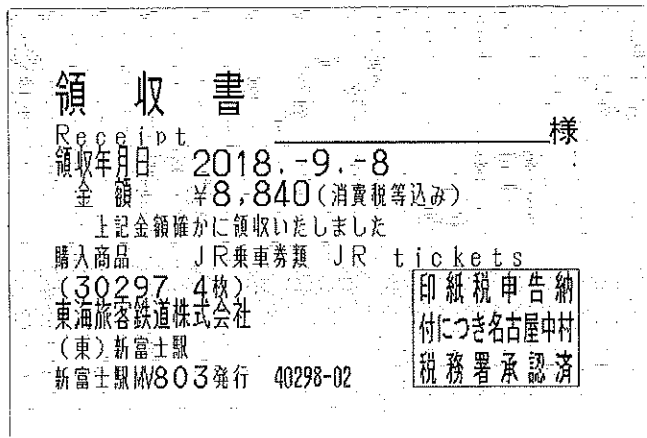 領 収 書
Receipt 様
領収年月日 2018.-9.-8
金 額 ¥8,840(消費税等込み)
上記金額確かに領収いたしました
購入商品 JR乗車券類 JR tickets
(30297 4枚)
東海旅客鉄道株式会社
(東)新富士駅
新富士駅MV803発行 40298-02
印紙税申告納
付につき名古屋中村
税務署承認済